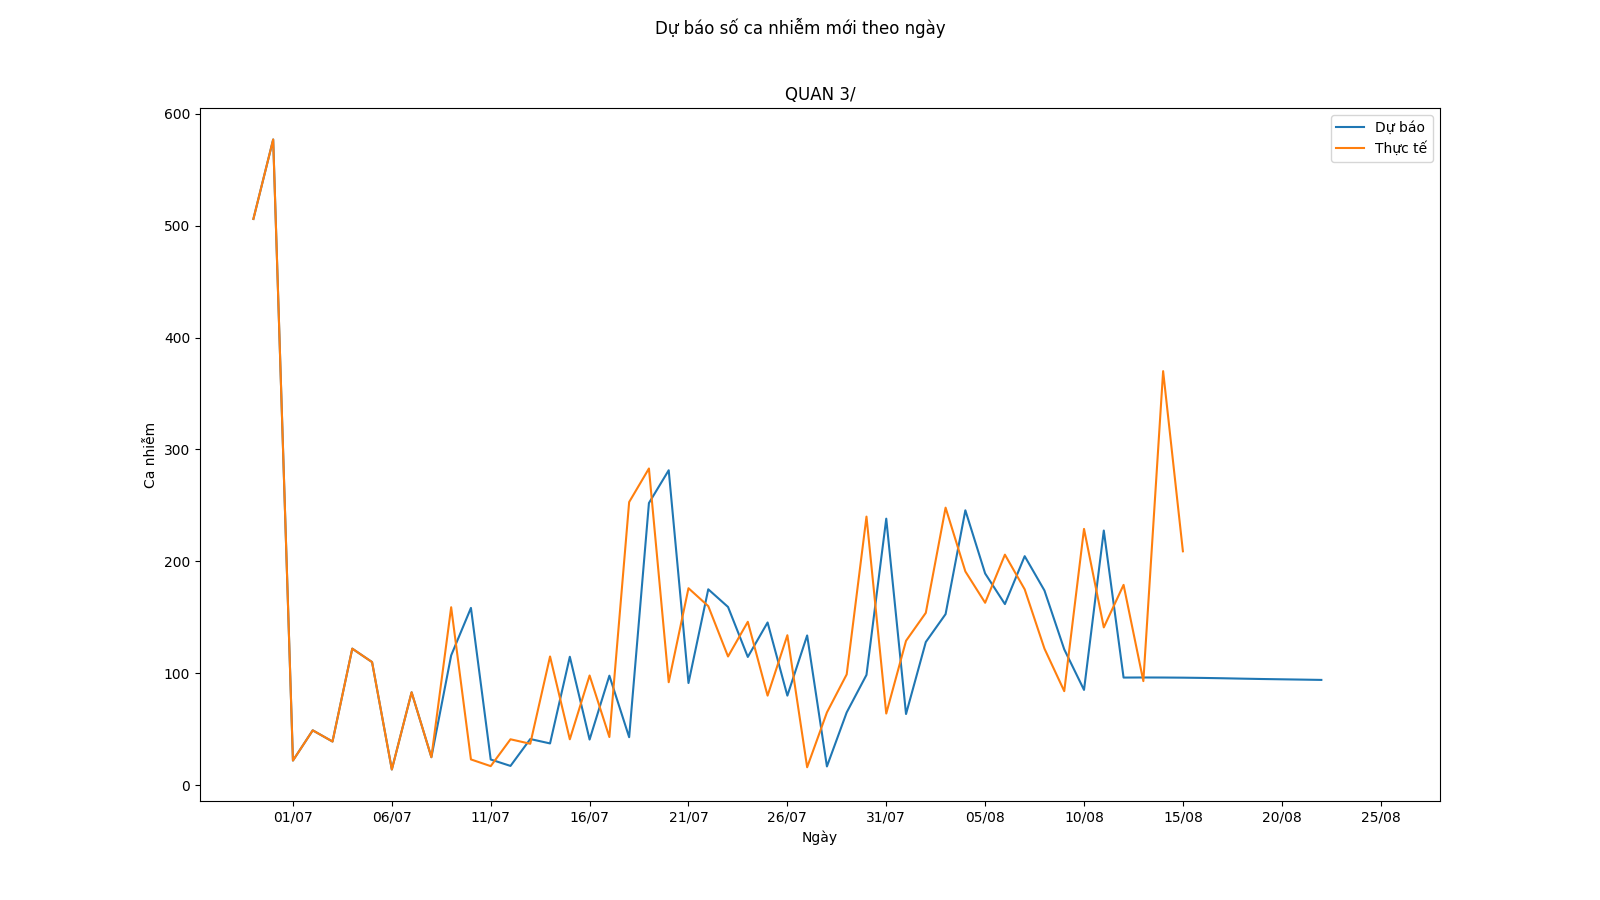 Dự báo số ca nhiễm mới theo ngày
QUAN 3/
Dự báo
Thực tế
600
500
400
300
200
100
0
Ca nhiễm
01/07 06/07 11/07 16/07 21/07 26/07 31/07 05/08 10/08 15/08 20/08 25/08
Ngày